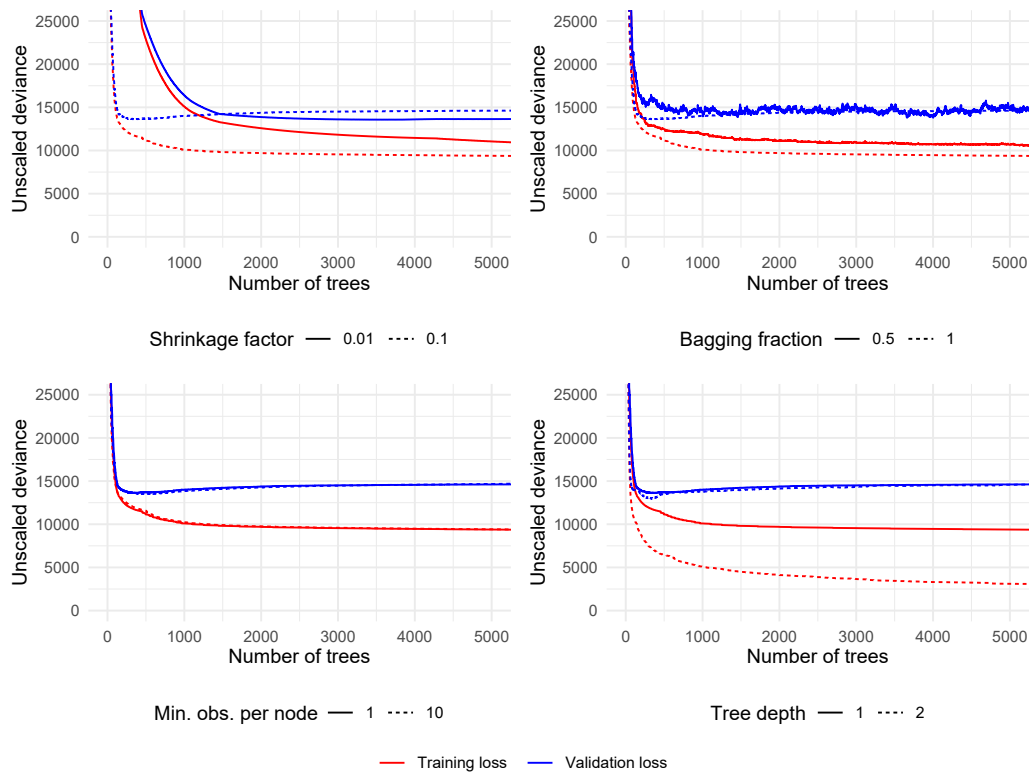 25000
20000
15000
10000
5000
0
Unscaled deviance
0 1000 2000 3000 4000 5000
Number of trees
Shrinkage factor 0.01 0.1
25000
20000
15000
10000
5000
0
Unscaled deviance
0 1000 2000 3000 4000 5000
Number of trees
Bagging fraction 0.5 1
25000
20000
15000
10000
5000
0
Unscaled deviance
0 1000 2000 3000 4000 5000
Number of trees
Min. obs. per node 1 10
25000
20000
15000
10000
5000
0
Unscaled deviance
0 1000 2000 3000 4000 5000
Number of trees
Tree depth 1 2
Training loss Validation loss